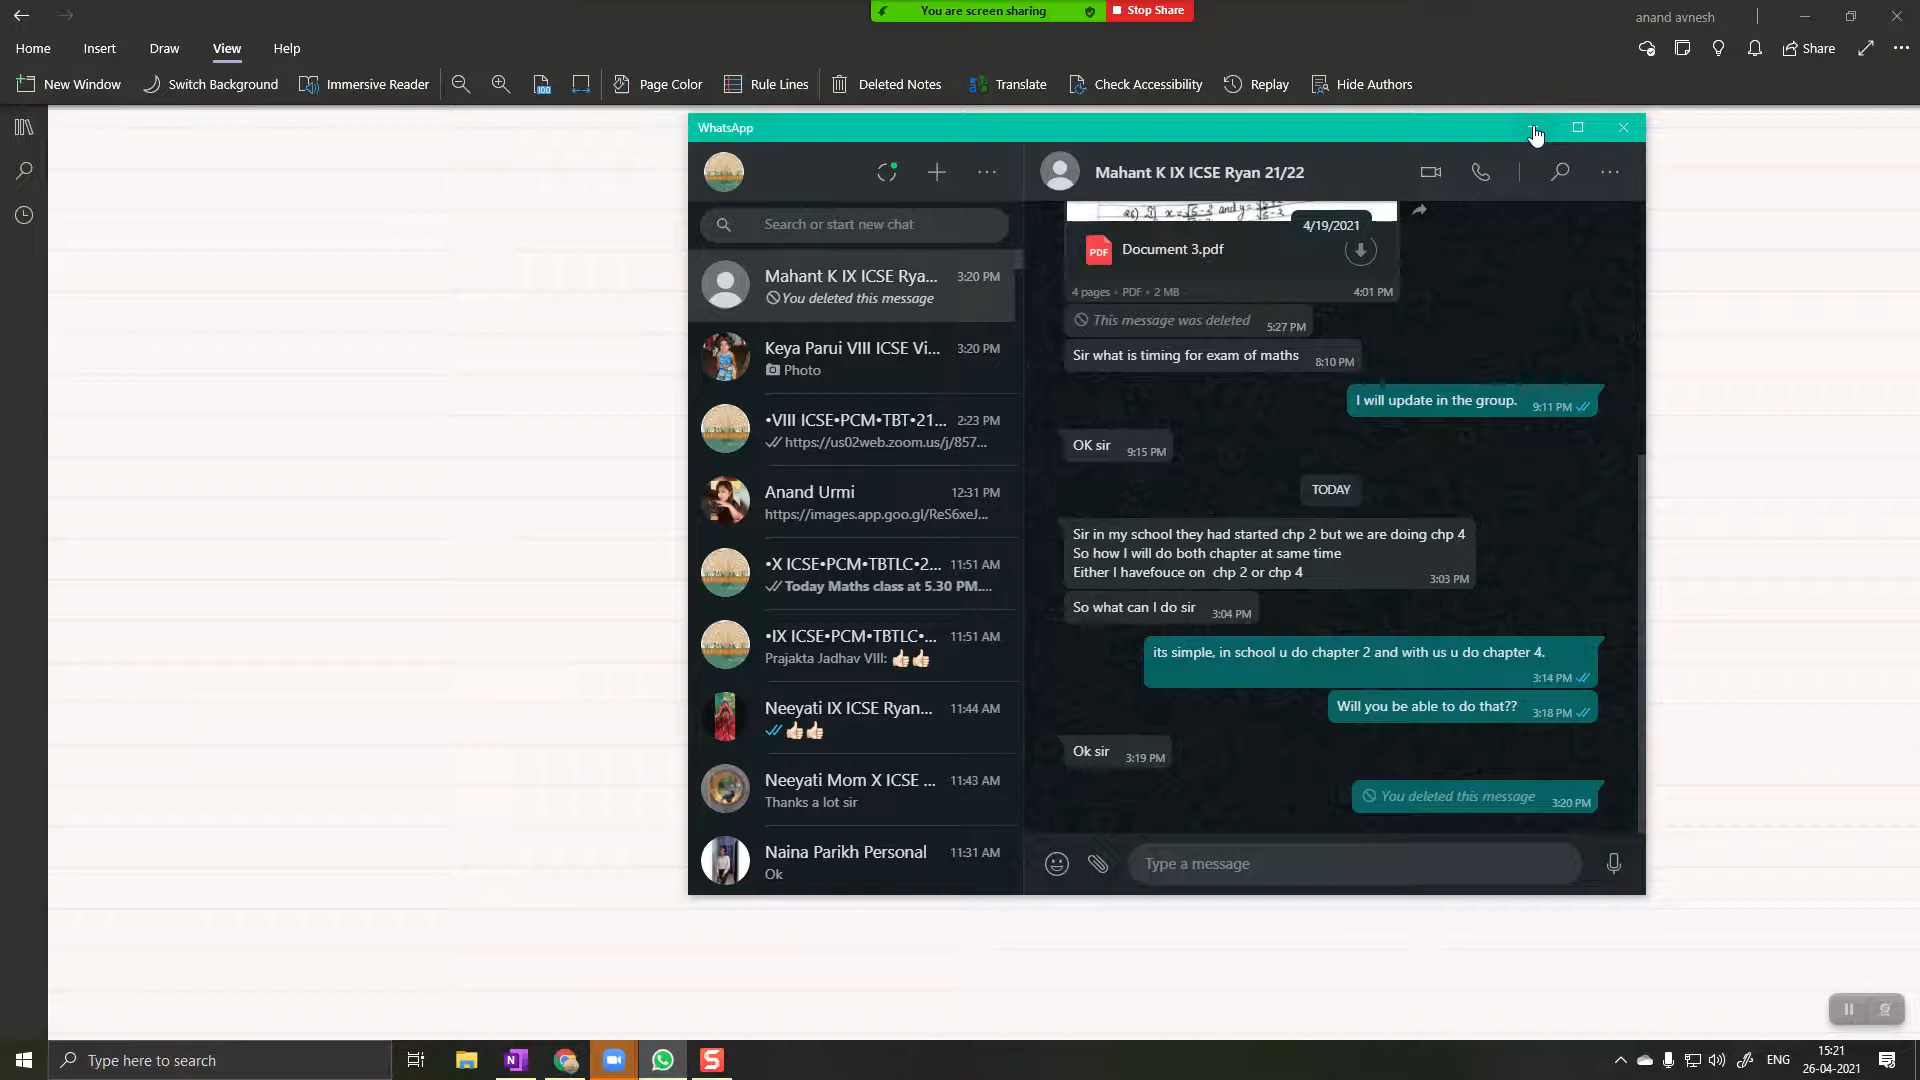 You are screen sharing
Stop Share
anand avnesh
Home
Insert
Draw
View
Help
Share
New Window
Switch Background
Immersive Reader
Page Color
Rule Lines
Deleted Notes
Translate
Check Accessibility
Replay
Hide Authors
WhatsApp
Search or start new chat
Mahant K IX ICSE Rya... 3:20 PM
You deleted this message
Keya Parui VIII ICSE Vi... 3:20 PM
Photo
•VIII ICSE•PCM•TBT•21... 2:23 PM
https://us02web.zoom.us/j/857...
Anand Urmi 12:31 PM
https://images.app.goo.gl/ReS6xeJ...
•X ICSE•PCM•TBTLC•2... 11:51 AM
Today Maths class at 5.30 PM....
•IX ICSE•PCM•TBTLC•... 11:51 AM
Prajakta Jadhav VIII: 👍🏻👍🏻
Neeyati IX ICSE Ryan... 11:44 AM
👍🏻👍🏻
Neeyati Mom X ICSE ... 11:43 AM
Thanks a lot sir
Naina Parikh Personal 11:31 AM
Ok
Mahant K IX ICSE Ryan 21/22
4/19/2021
PDF
Document 3.pdf
4 pages • PDF • 2 MB 4:01 PM
This message was deleted 5:27 PM
Sir what is timing for exam of maths 8:10 PM
I will update in the group. 9:11 PM
OK sir 9:15 PM
TODAY
Sir in my school they had started chp 2 but we are doing chp 4
So how I will do both chapter at same time
Either I havefouce on chp 2 or chp 4 3:03 PM
So what can I do sir 3:04 PM
its simple, in school u do chapter 2 and with us u do chapter 4.
3:14 PM
Will you be able to do that?? 3:18 PM
Ok sir 3:19 PM
You deleted this message 3:20 PM
Type a message
Type here to search
ENG
15:21
26-04-2021